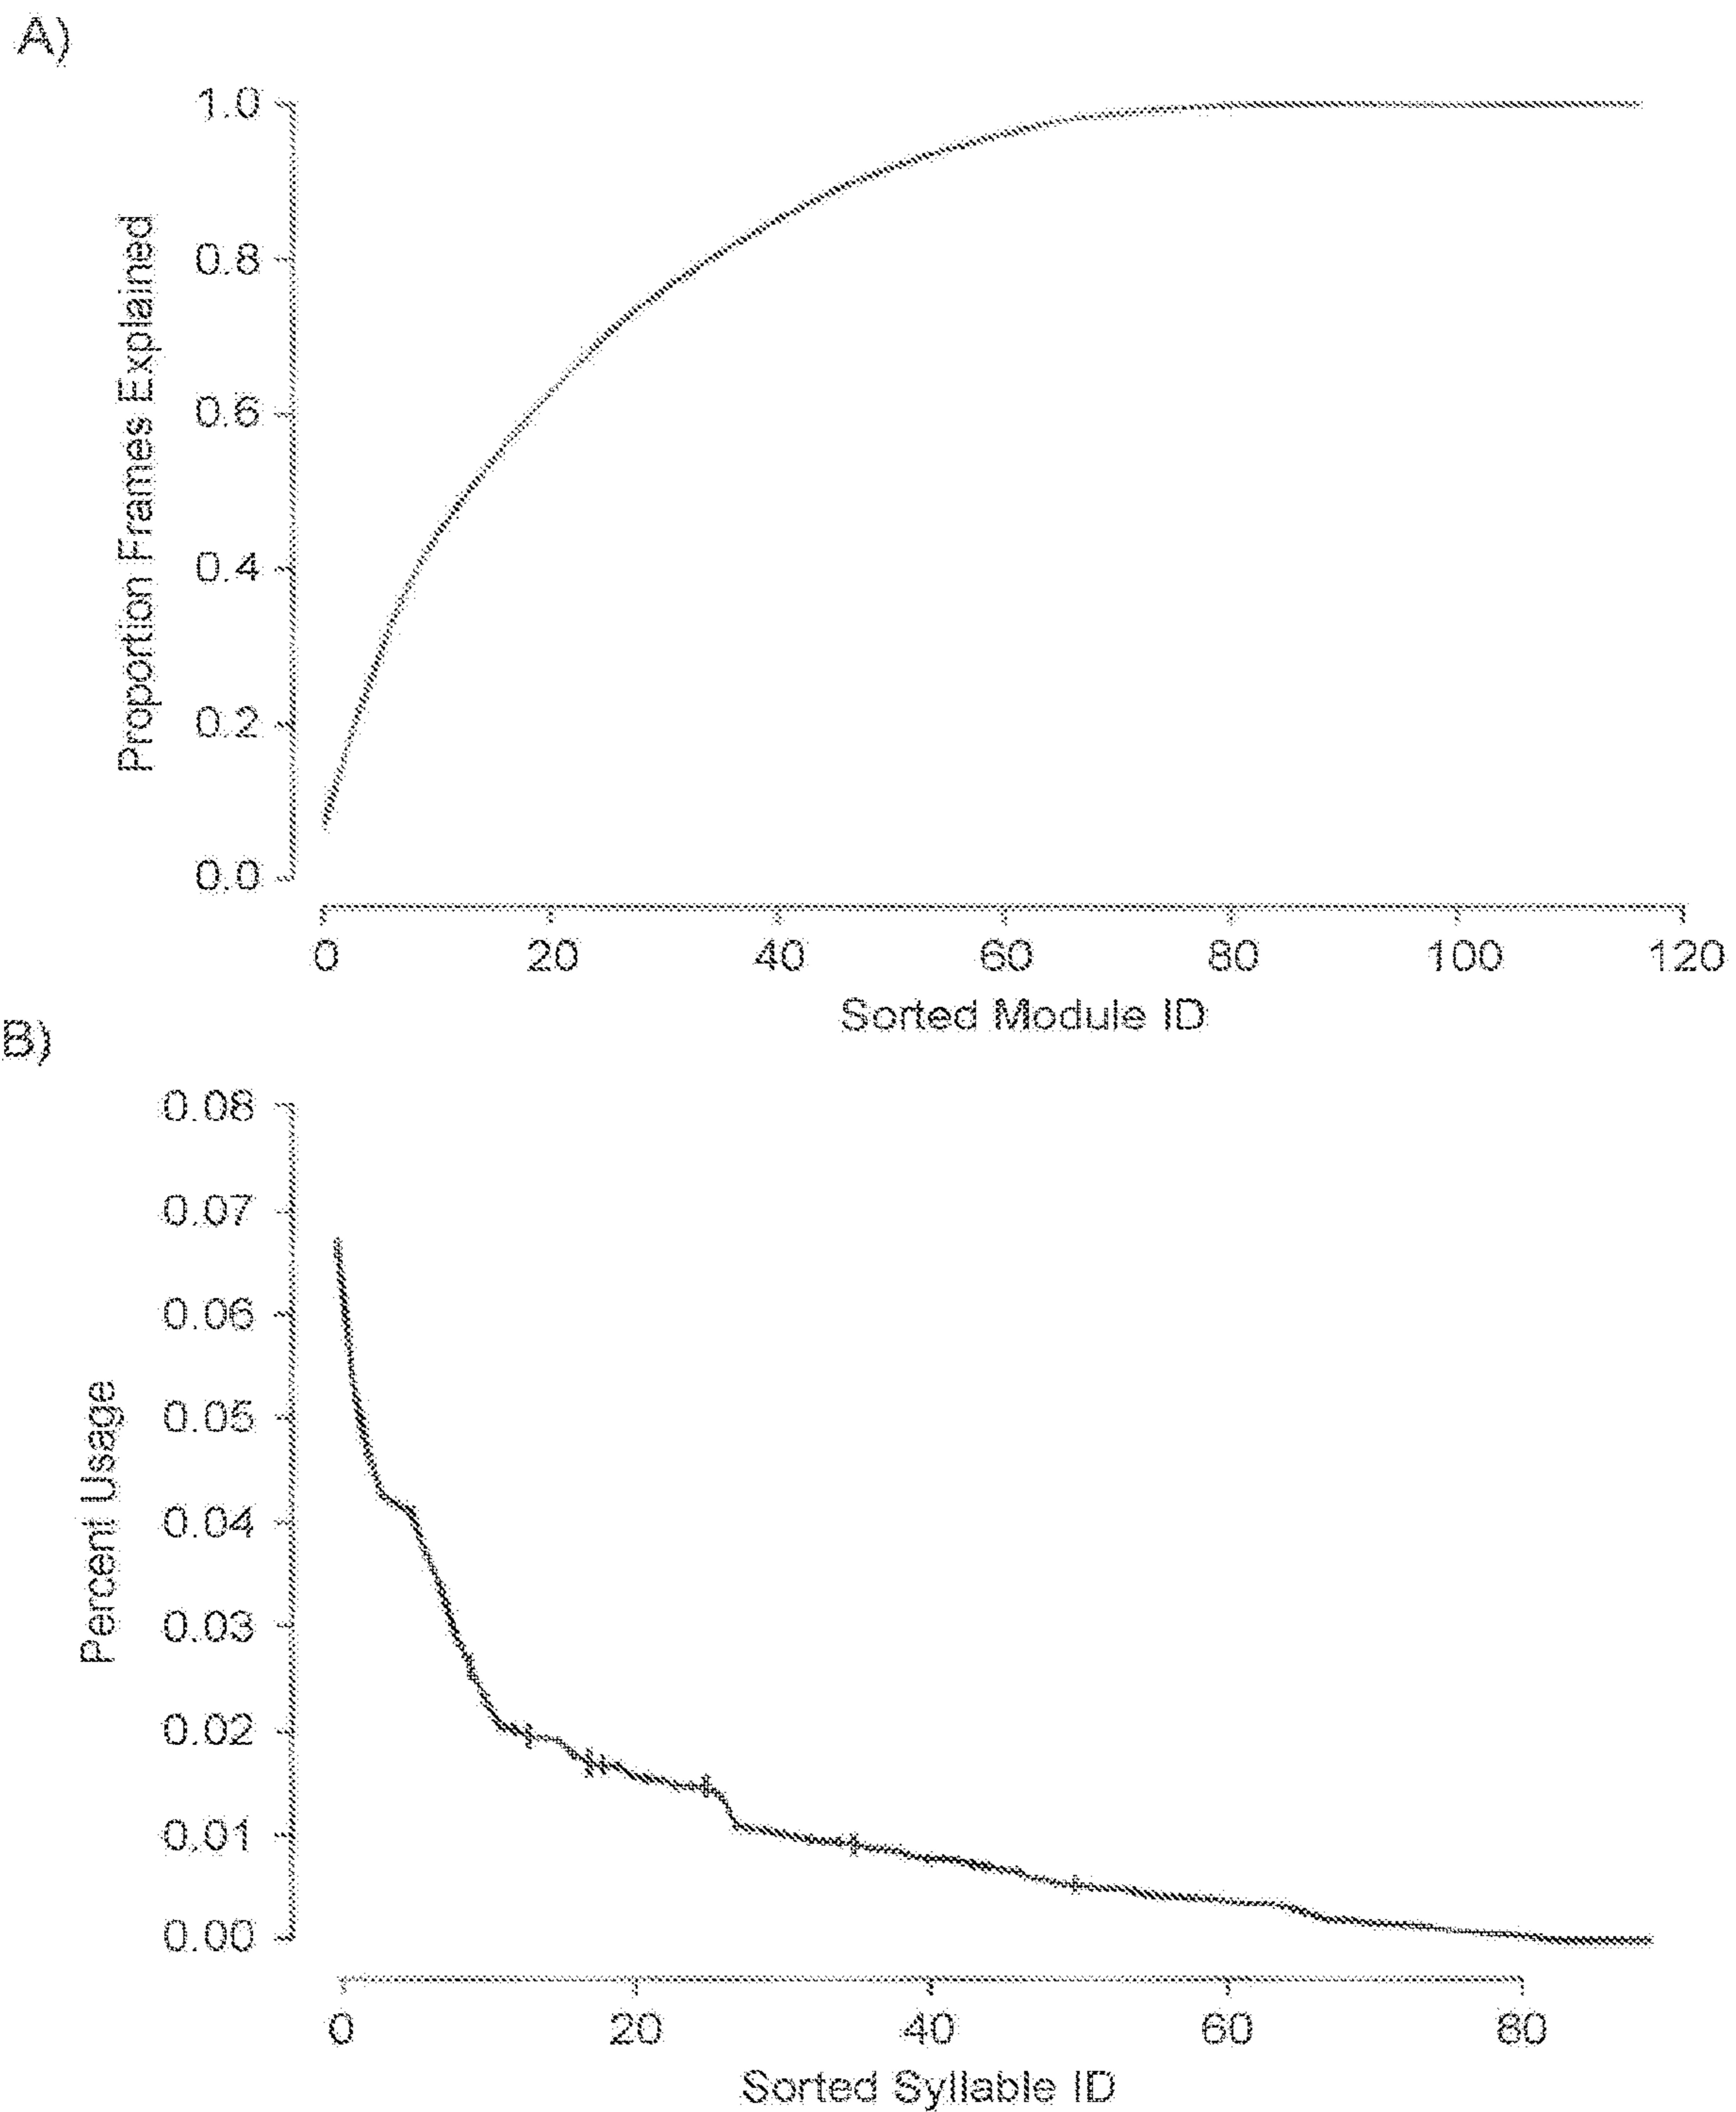 A)
1.0
0.8
0.6
0.4
0.2
0.0
Proportion Frames Explained
0 20 40 60 80 100 120
Sorted Module ID
B)
0.08
0.07
0.06
0.05
0.04
0.03
0.02
0.01
0.00
Percent Usage
0 20 40 60 80
Sorted Syllable ID